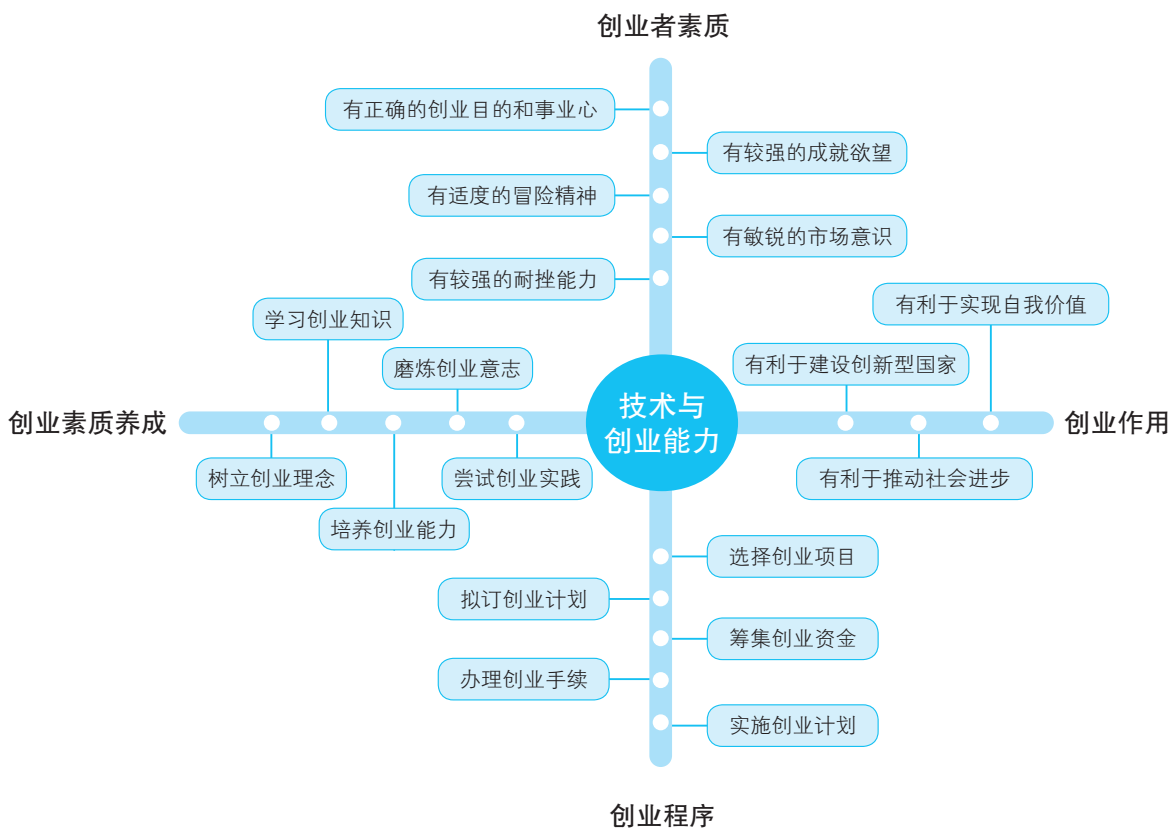 创业者素质
有正确的创业目的和事业心
有较强的成就欲望
有适度的冒险精神
有敏锐的市场意识
有较强的耐挫能力
学习创业知识
磨炼创业意志
创业素质养成
树立创业理念
培养创业能力
尝试创业实践
技术与
创业能力
有利于实现自我价值
有利于建设创新型国家
创业作用
有利于推动社会进步
选择创业项目
拟订创业计划
筹集创业资金
办理创业手续
实施创业计划
创业程序